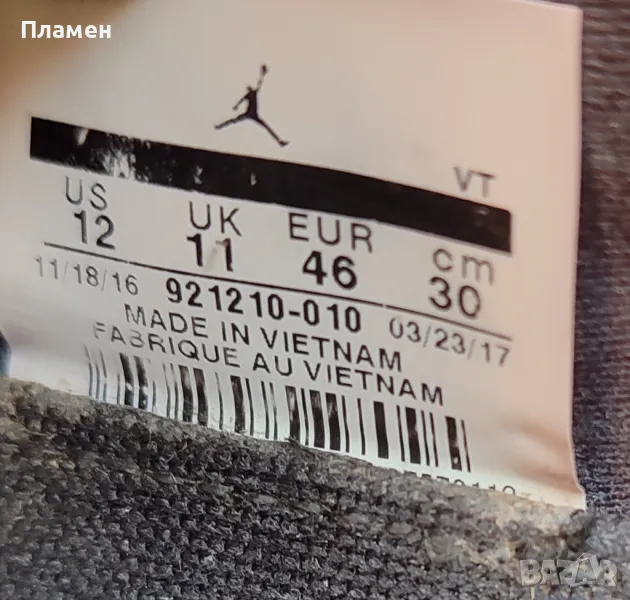 Пламен
VT
US UK EUR cm
12 11 46 30
11/18/16 921210-010 03/23/17
MADE IN VIETNAM
FABRIQUE AU VIETNAM
BAZAR